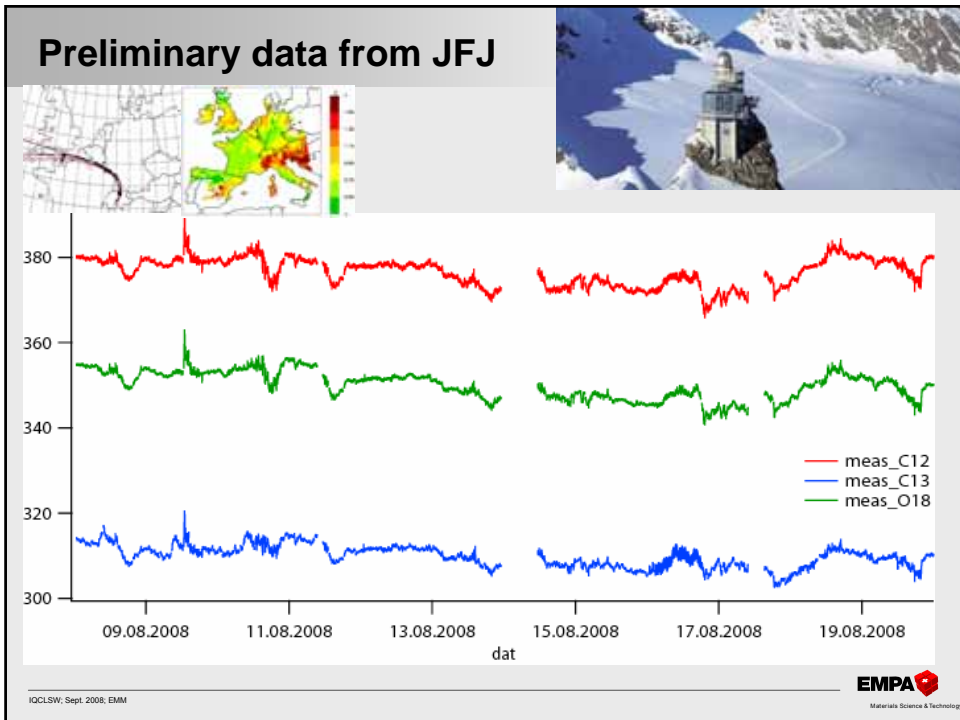 Preliminary data from JFJ
380
360
340
320
300
meas_C12
meas_C13
meas_O18
09.08.2008 11.08.2008 13.08.2008 15.08.2008 17.08.2008 19.08.2008
dat
IQCLSW; Sept. 2008; EMM
EMPA
Materials Science & Technology